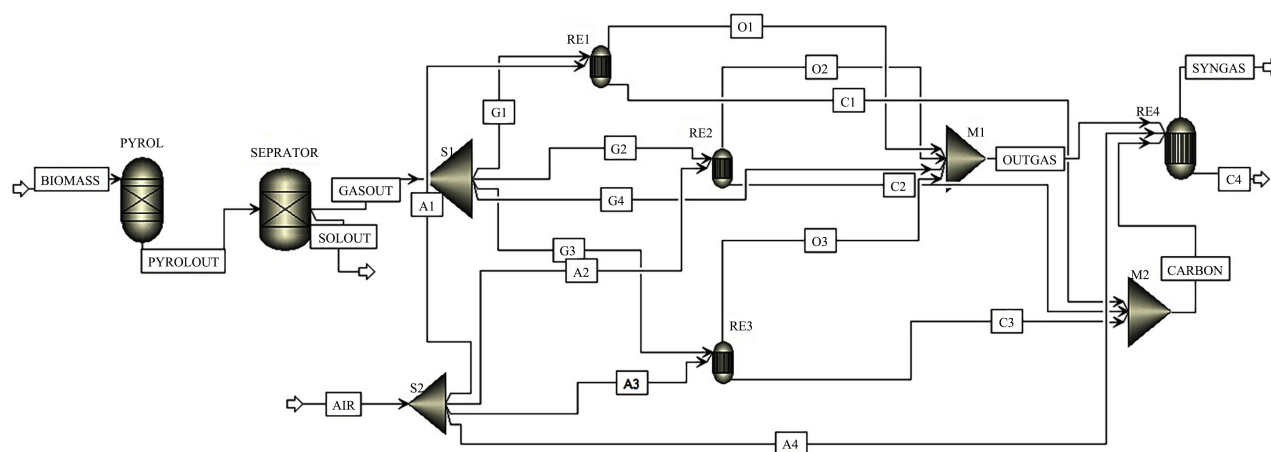 O1
RE1
O2
SYNGAS
C1
G1
RE4
RE2
M1
PYROL
S1
G2
SEPRATOR
OUTGAS
BIOMASS
GASOUT
C2
C4
G4
A1
SOLOUT
O3
G3
PYROLOUT
A2
CARBON
M2
C3
RE3
A3
S2
AIR
A4